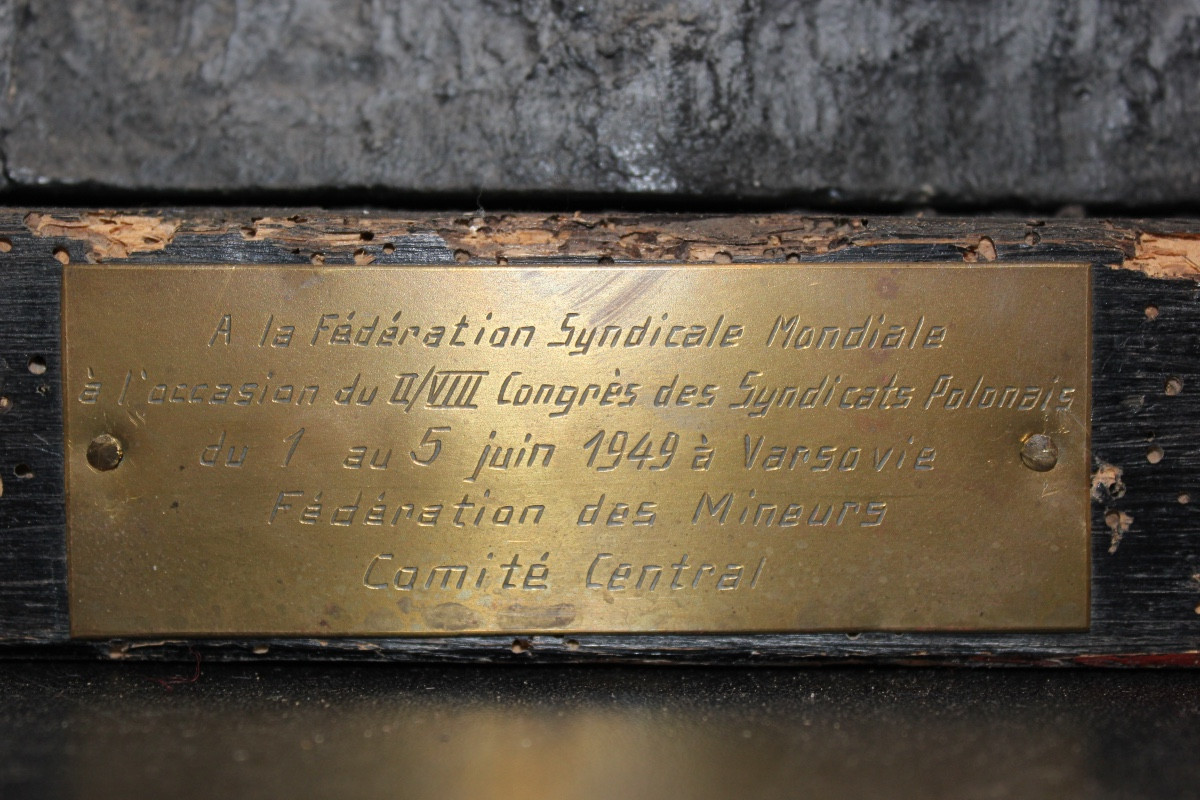 A la Fédération Syndicale Mondiale
à l'occasion du II/VIII Congrès des Syndicats Polonais
du 1 au 5 juin 1949 à Varsovie
Fédération des Mineurs
Comité Central